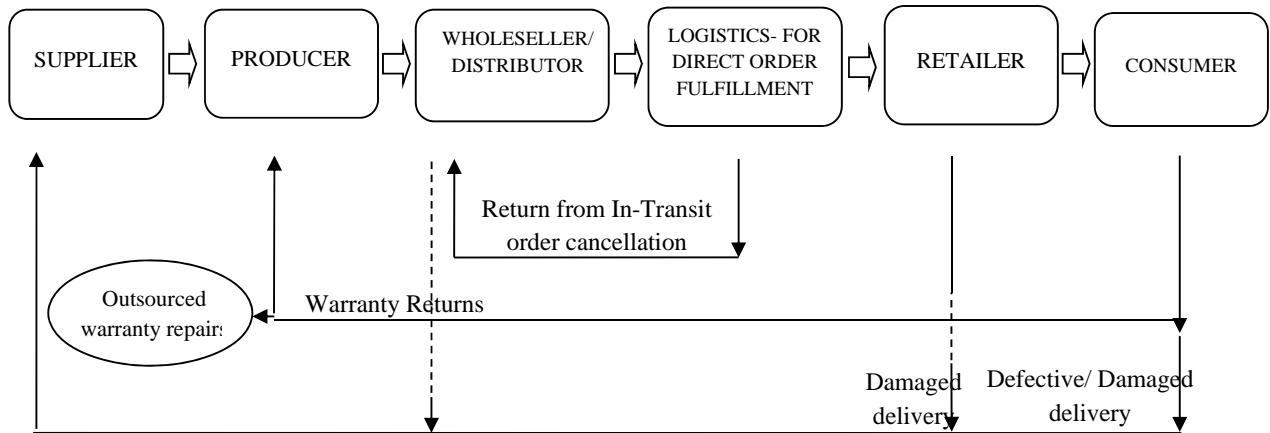 SUPPLIER
PRODUCER
WHOLESELLER/
DISTRIBUTOR
LOGISTICS- FOR
DIRECT ORDER
FULFILLMENT
RETAILER
CONSUMER
Return from In-Transit
order cancellation
Outsourced
warranty repairs
Warranty Returns
Damaged
delivery
Defective/ Damaged
delivery